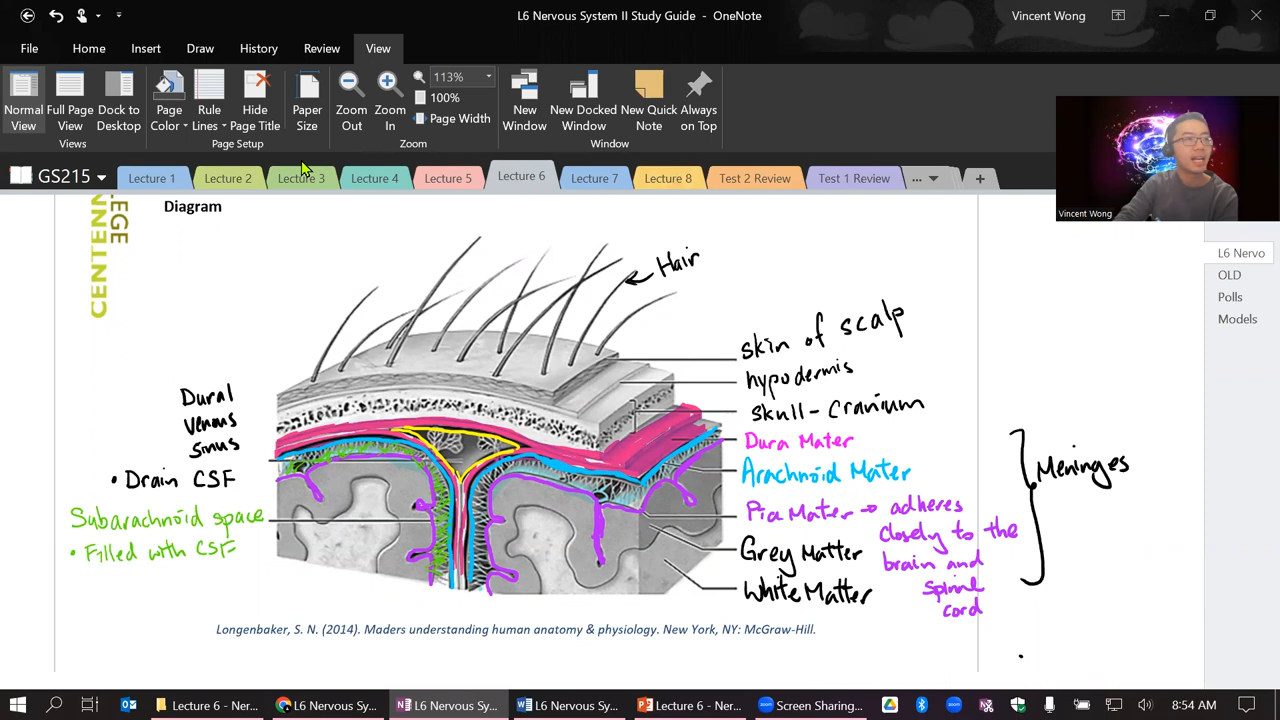 L6 Nervous System II Study Guide - OneNote
Vincent Wong
File Home Insert Draw History Review View
113%
100%
Page Width
Normal View
Full Page View
Dock to Desktop
Page Color
Rule Lines
Hide Page Title
Paper Size
Zoom Out
Zoom In
New Window
New Docked Window
New Quick Note
Always on Top
Views
Page Setup
Zoom
Window
GS215
Lecture 1
Lecture 2
Lecture 3
Lecture 4
Lecture 5
Lecture 6
Lecture 7
Lecture 8
Test 2 Review
Test 1 Review
...
Vincent Wong
L6 Nervo
OLD
Polls
Models
CENTENN
LEGE
Diagram
Hair
skin of scalp
hypodermis
skull - Cranium
Dura Mater
Arachnoid Mater
Pia Mater → adheres
closely to the
brain and
spinal
cord
Grey Matter
White Matter
Meninges
Dural
venous
sinus
• Drain CSF
Subarachnoid space
• Filled with CSF
Longenbaker, S. N. (2014). Maders understanding human anatomy & physiology. New York, NY: McGraw-Hill.
Lecture 6 - Ner...
L6 Nervous Sy...
L6 Nervous Sy...
L6 Nervous Sy...
Lecture 6 - Ner...
Screen Sharing...
8:54 AM